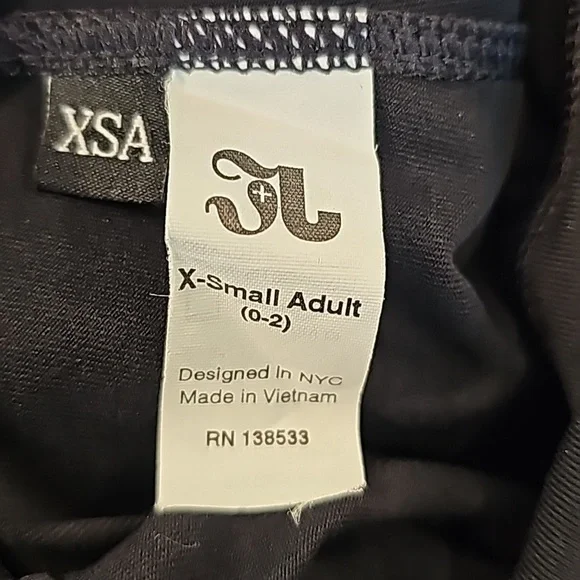 XSA
X-Small Adult
(0-2)
Designed In NYC
Made in Vietnam
RN 138533